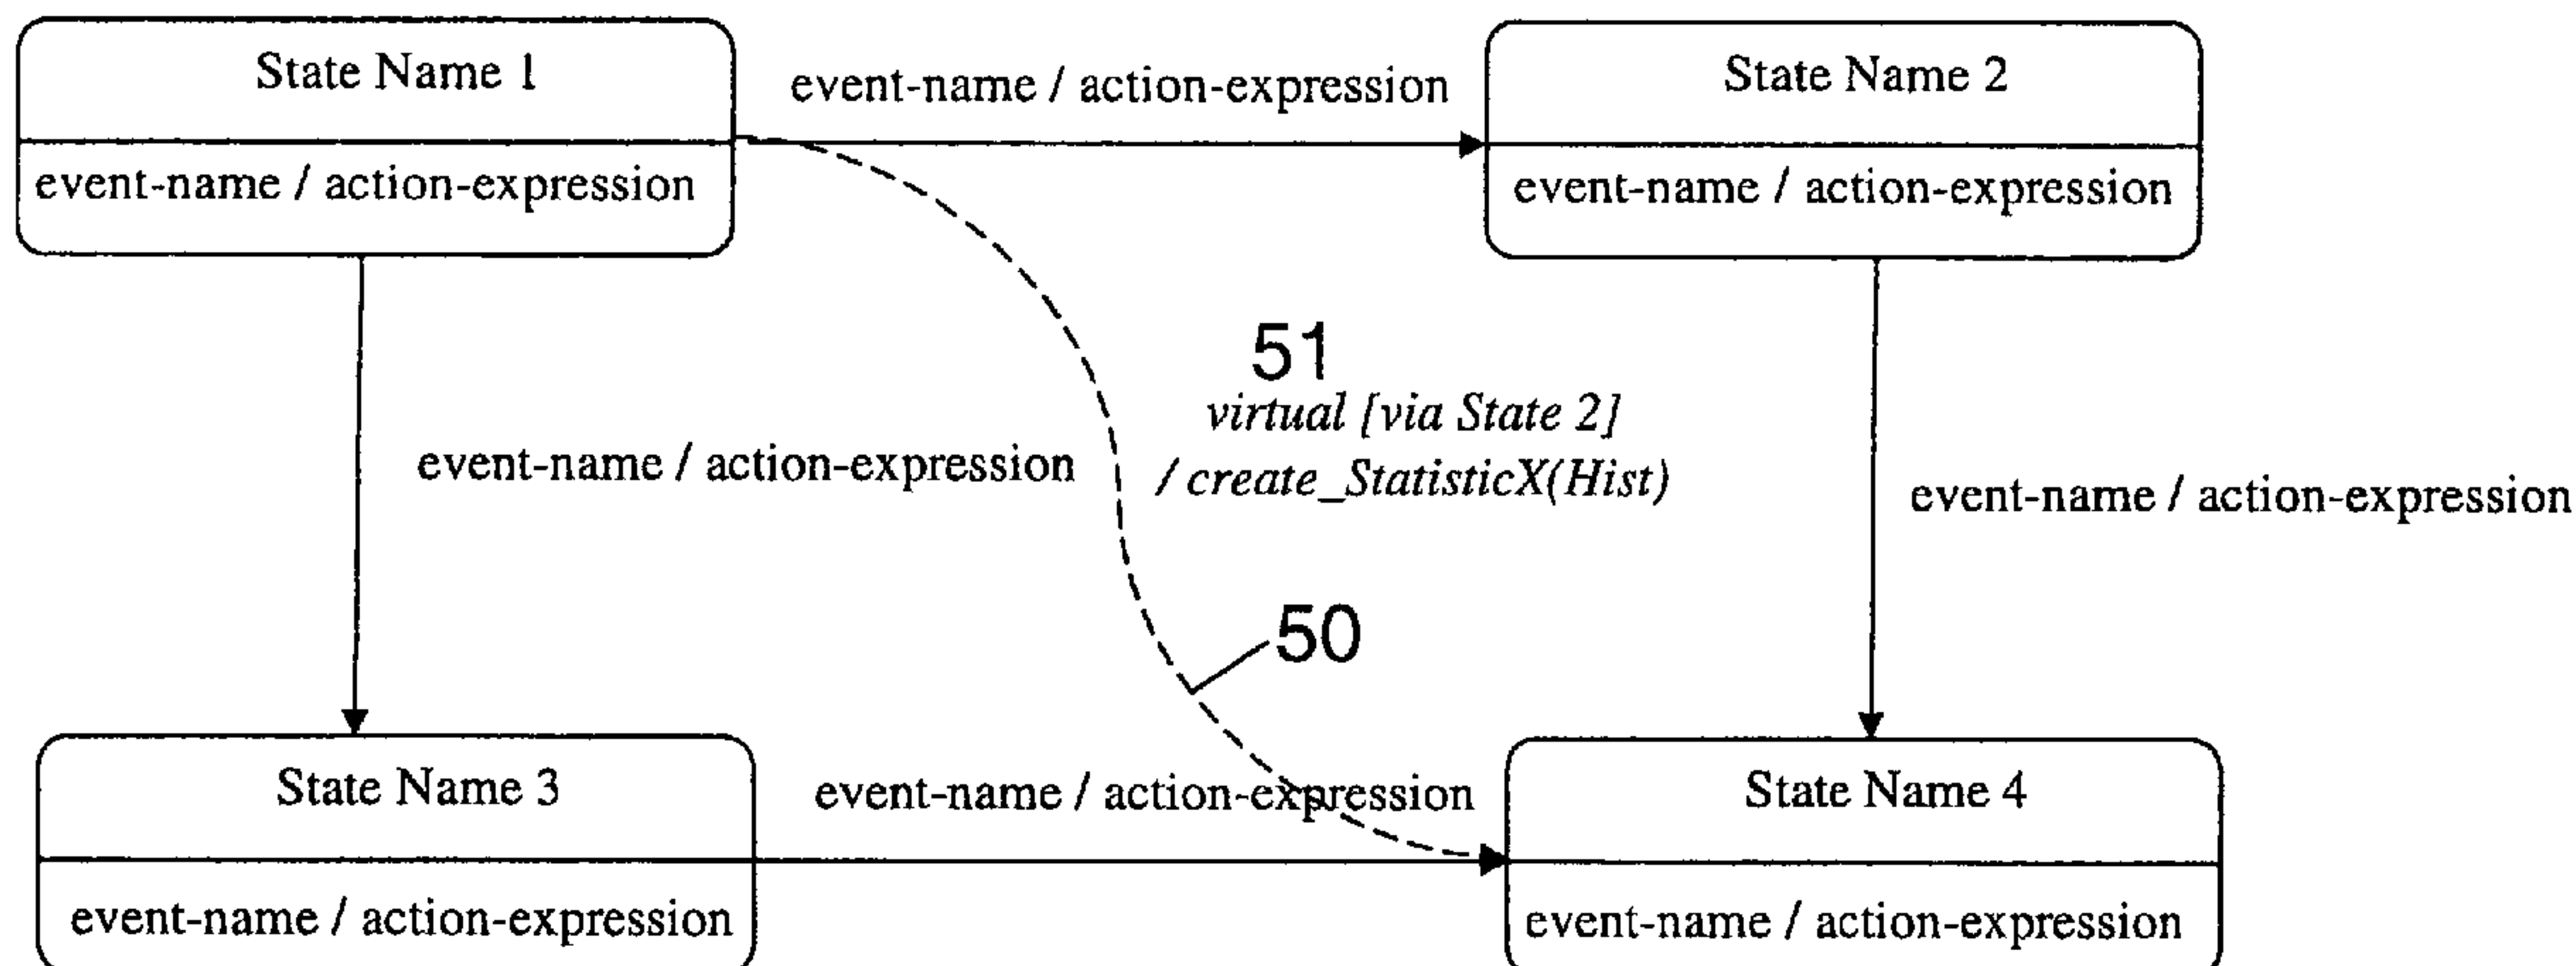 State Name 1
event-name / action-expression
event-name / action-expression
State Name 2
event-name / action-expression
51
virtual [via State 2]
/ create_StatisticX(Hist)
event-name / action-expression
event-name / action-expression
50
State Name 3
event-name / action-expression
event-name / action-expression
State Name 4
event-name / action-expression